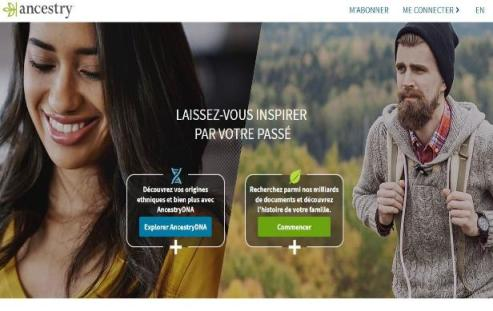 ancestry
M'ABONNER ME CONNECTER > EN
LAISSEZ-VOUS INSPIRER
PAR VOTRE PASSÉ
Découvrez vos origines
ethniques et bien plus avec
AncestryDNA
Explorer AncestryDNA
Recherchez parmi nos milliards
de documents et découvrez
l'histoire de votre famille.
Commencer